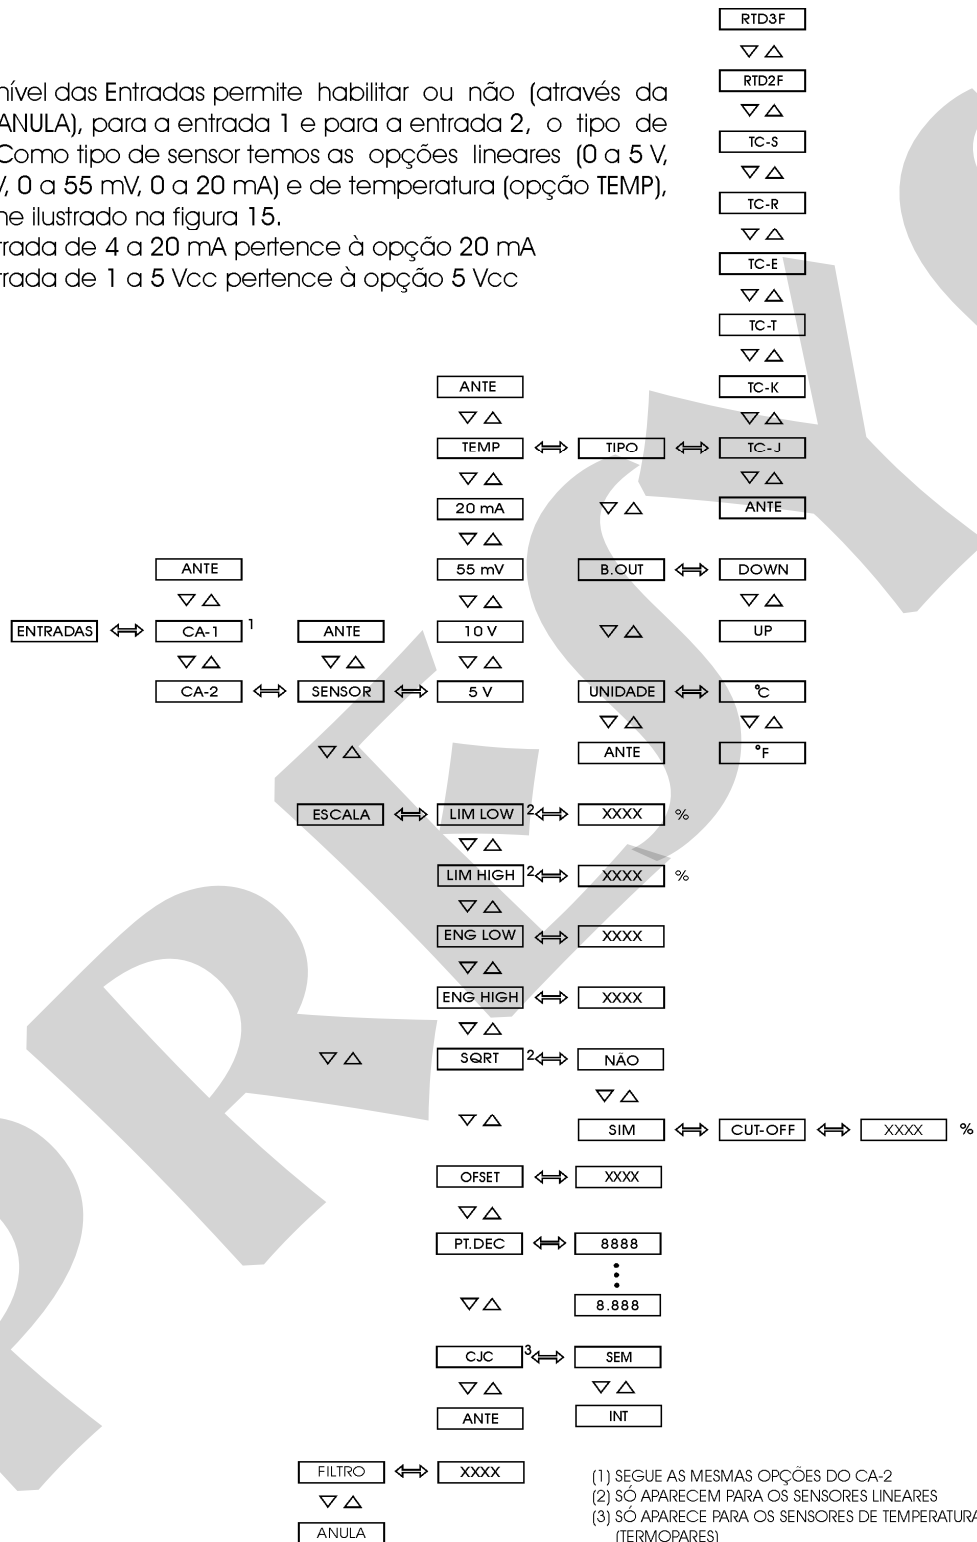 RTD3F
RTD2F
nível das Entradas permite habilitar ou não (através da
ANULA), para a entrada 1 e para a entrada 2, o tipo de
Como tipo de sensor temos as opções lineares (0 a 5 V,
V, 0 a 55 mV, 0 a 20 mA) e de temperatura (opção TEMP),
ne ilustrado na figura 15.
rada de 4 a 20 mA pertence à opção 20 mA
rada de 1 a 5 Vcc pertence à opção 5 Vcc
TC-S
TC-R
TC-E
TC-T
ANTE TC-K
TEMP TIPO TC-J
20 mA ANTE
ANTE 55 mV B.OUT DOWN
ENTRADAS CA-1 1 ANTE 10 V UP
CA-2 SENSOR 5 V UNIDADE °C
ANTE °F
ESCALA LIM LOW 2 XXXX %
LIM HIGH 2 XXXX %
ENG LOW XXXX
ENG HIGH XXXX
SQRT 2 NÃO
SIM CUT-OFF XXXX %
OFSET XXXX
PT.DEC 8888
8.888
CJC 3 SEM
ANTE INT
FILTRO XXXX
ANULA
(1) SEGUE AS MESMAS OPÇÕES DO CA-2
(2) SÓ APARECEM PARA OS SENSORES LINEARES
(3) SÓ APARECE PARA OS SENSORES DE TEMPERATURA
(TERMOPARES)
PRESYS